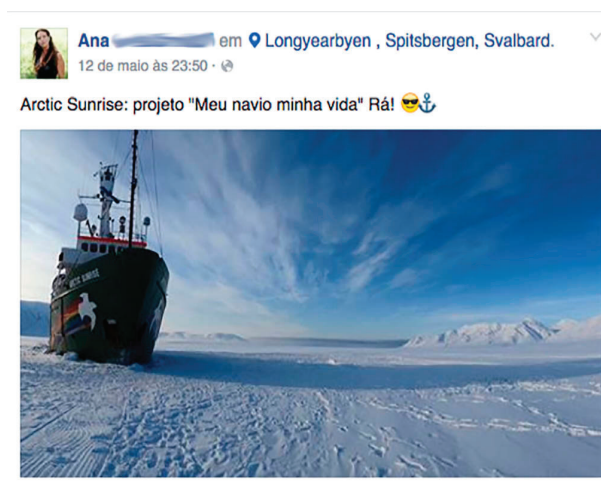 Ana em Longyearbyen , Spitsbergen, Svalbard.
12 de maio às 23:50 ·
Arctic Sunrise: projeto "Meu navio minha vida" Rá! 😎⚓
ARCTIC SUNRISE